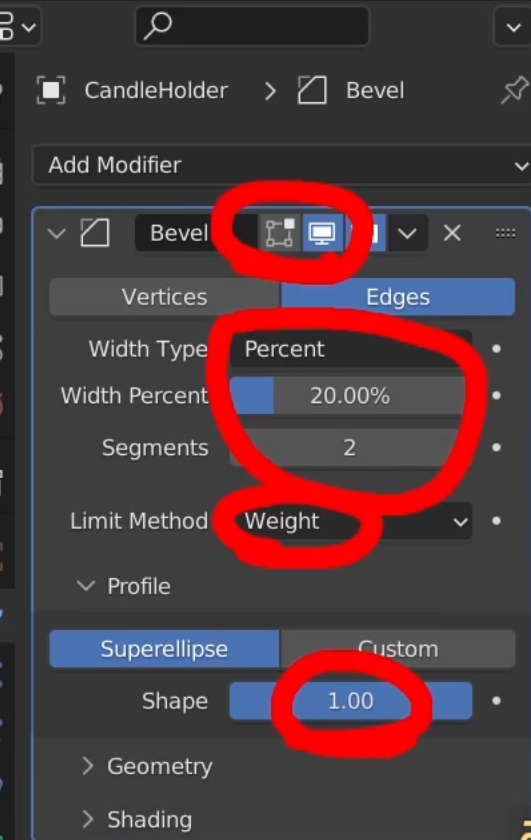 CandleHolder > Bevel
Add Modifier
Bevel
Vertices Edges
Width Type Percent
Width Percent 20.00%
Segments 2
Limit Method Weight
Profile
Superellipse Custom
Shape 1.00
Geometry
Shading